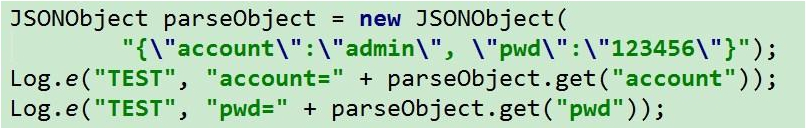 JSONObject parseObject = new JSONObject(
"{\"account\":\"admin\", \"pwd\":\"123456\"}");
Log.e("TEST", "account=" + parseObject.get("account"));
Log.e("TEST", "pwd=" + parseObject.get("pwd"));